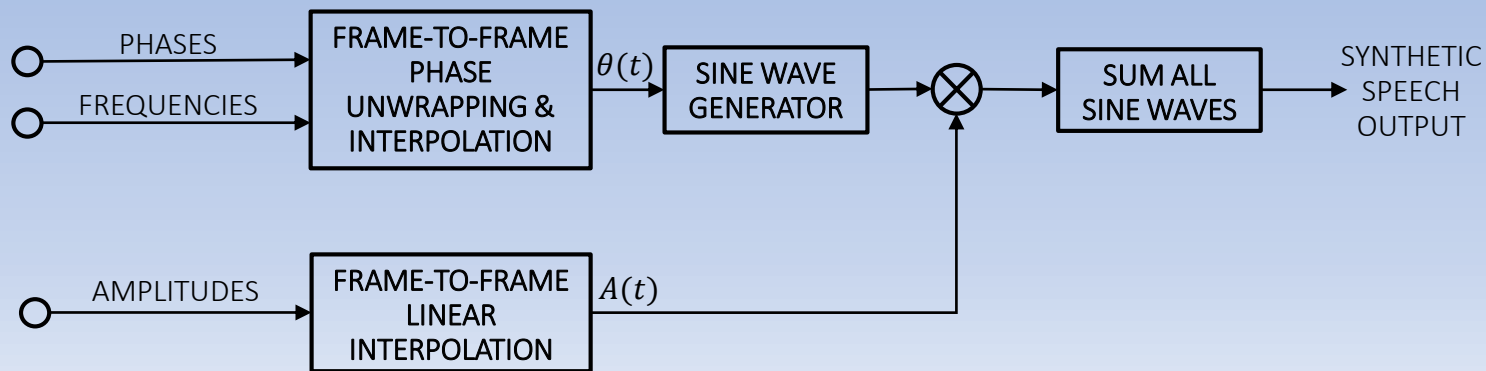 PHASES
FREQUENCIES
FRAME-TO-FRAME
PHASE
UNWRAPPING &
INTERPOLATION
θ(t)
SINE WAVE
GENERATOR
SUM ALL
SINE WAVES
SYNTHETIC
SPEECH
OUTPUT
AMPLITUDES
FRAME-TO-FRAME
LINEAR
INTERPOLATION
A(t)